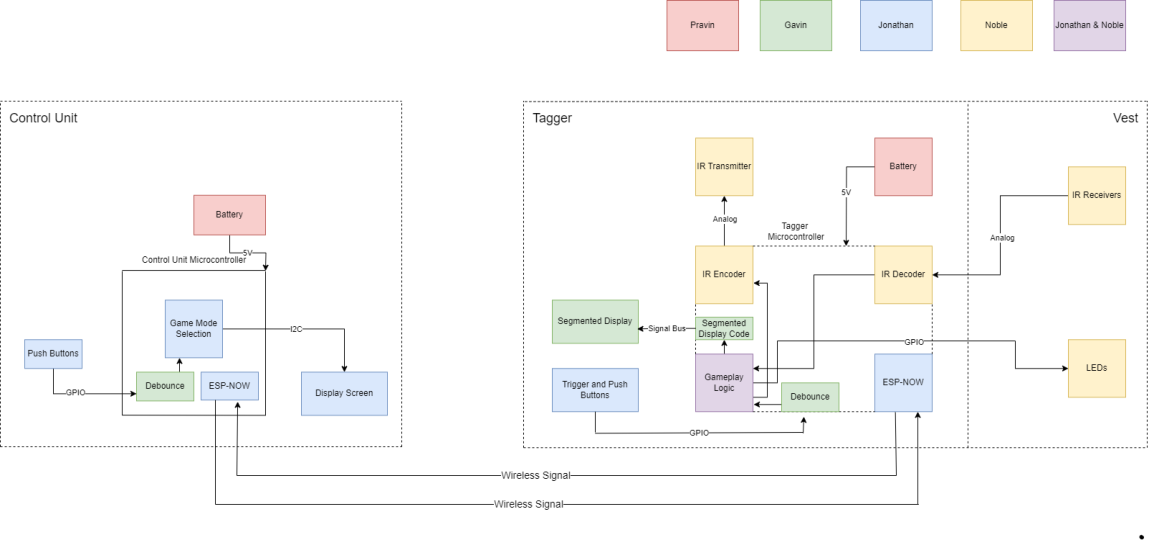 Pravin
Gavin
Jonathan
Noble
Jonathan & Noble
Control Unit
Battery
5V
Control Unit Microcontroller
Game Mode
Selection
I2C
Push Buttons
GPIO
Debounce
ESP-NOW
Display Screen
Tagger
Vest
IR Transmitter
Battery
5V
IR Receivers
Analog
Tagger
Microcontroller
Analog
IR Encoder
IR Decoder
Segmented Display
Signal Bus
Segmented
Display Code
GPIO
LEDs
Trigger and Push
Buttons
Gameplay
Logic
Debounce
ESP-NOW
GPIO
Wireless Signal
Wireless Signal